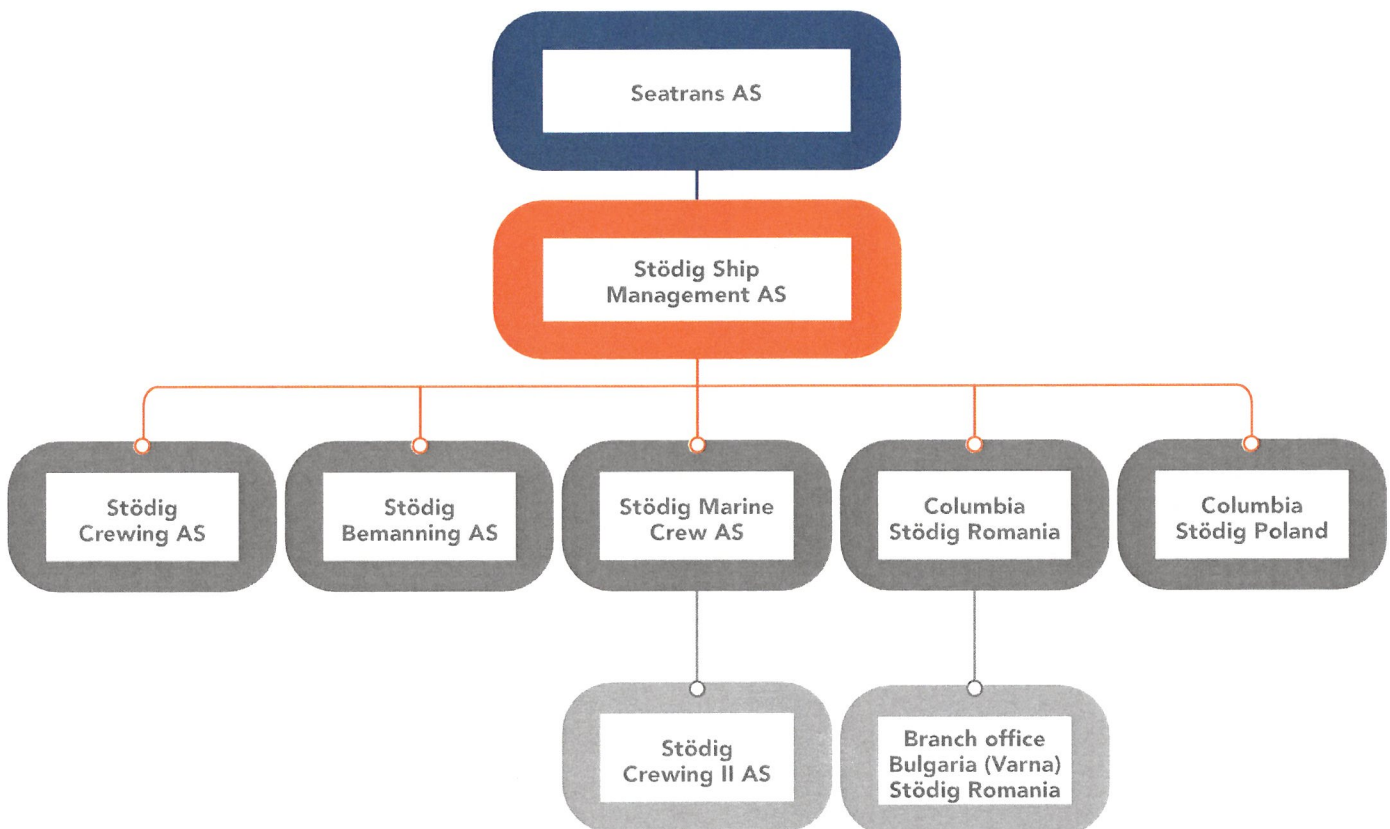 Seatrans AS
Stödig Ship
Management AS
Stödig
Crewing AS
Stödig
Bemanning AS
Stödig Marine
Crew AS
Columbia
Stödig Romania
Columbia
Stödig Poland
Stödig
Crewing II AS
Branch office
Bulgaria (Varna)
Stödig Romania